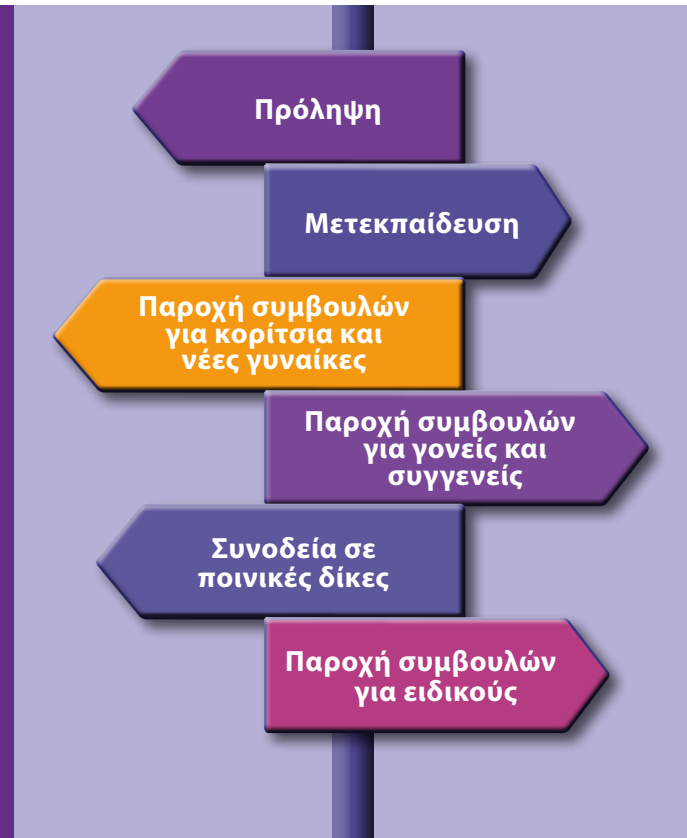 Πρόληψη
Μετεκπαίδευση
Παροχή συμβουλών
για κορίτσια και
νέες γυναίκες
Παροχή συμβουλών
για γονείς και
συγγενείς
Συνοδεία σε
ποινικές δίκες
Παροχή συμβουλών
για ειδικούς